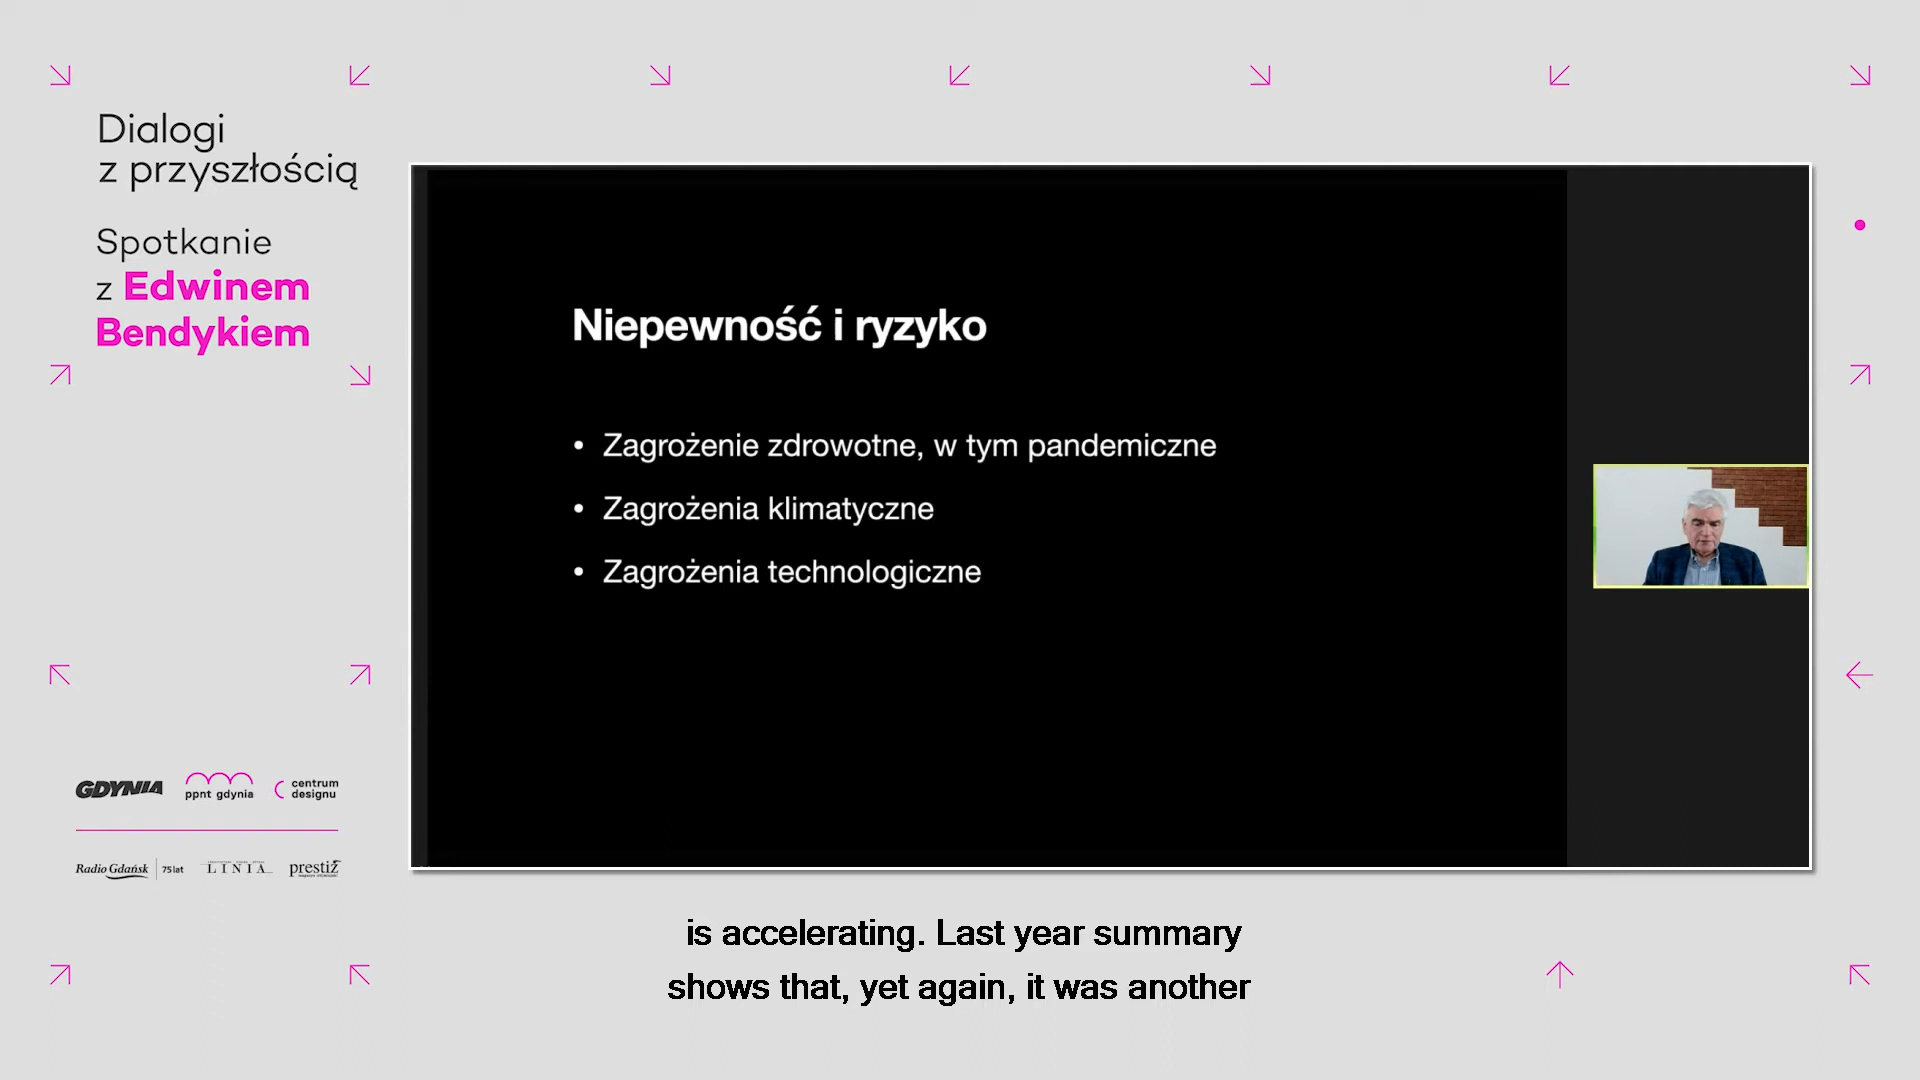 Dialogi
z przyszłością
Spotkanie
z Edwinem
Bendykiem
Niepewność i ryzyko
• Zagrożenie zdrowotne, w tym pandemiczne
• Zagrożenia klimatyczne
• Zagrożenia technologiczne
GDYNIA
ppnt gdynia
centrum
designu
Radio Gdańsk 75 lat
LINIA
prestiż
is accelerating. Last year summary
shows that, yet again, it was another